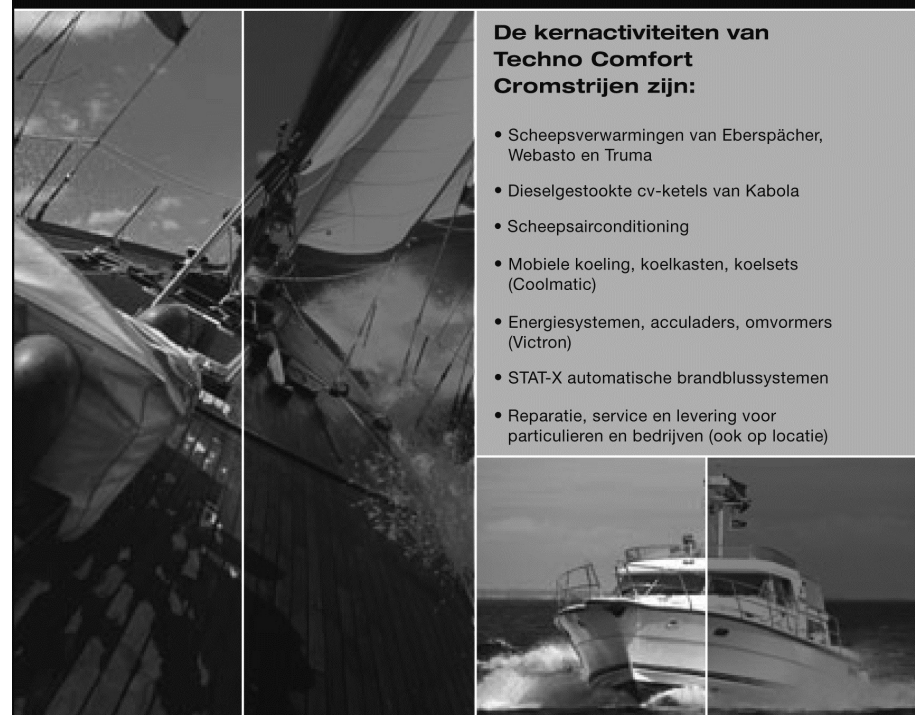 De kernactiviteiten van
Techno Comfort
Cromstrijen zijn:
• Scheepsverwarmingen van Eberspächer,
Webasto en Truma
• Dieselgestookte cv-ketels van Kabola
• Scheepsairconditioning
• Mobiele koeling, koelkasten, koelsets
(Coolmatic)
• Energiesystemen, acculaders, omvormers
(Victron)
• STAT-X automatische brandblussystemen
• Reparatie, service en levering voor
particulieren en bedrijven (ook op locatie)